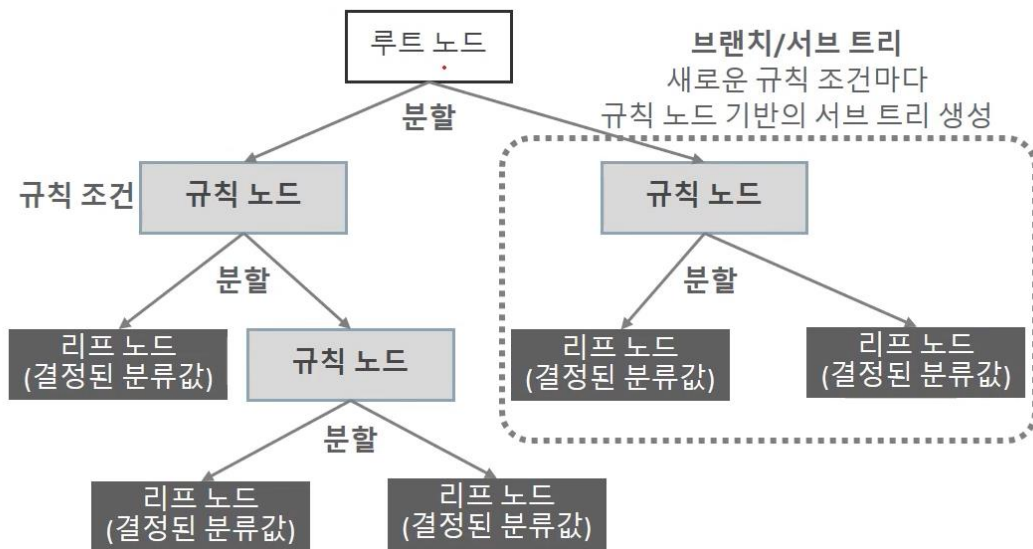 루트 노드
브랜치/서브 트리
새로운 규칙 조건마다
규칙 노드 기반의 서브 트리 생성
분할
규칙 조건
규칙 노드
규칙 노드
분할
분할
리프 노드
(결정된 분류값)
규칙 노드
리프 노드
(결정된 분류값)
리프 노드
(결정된 분류값)
분할
리프 노드
(결정된 분류값)
리프 노드
(결정된 분류값)